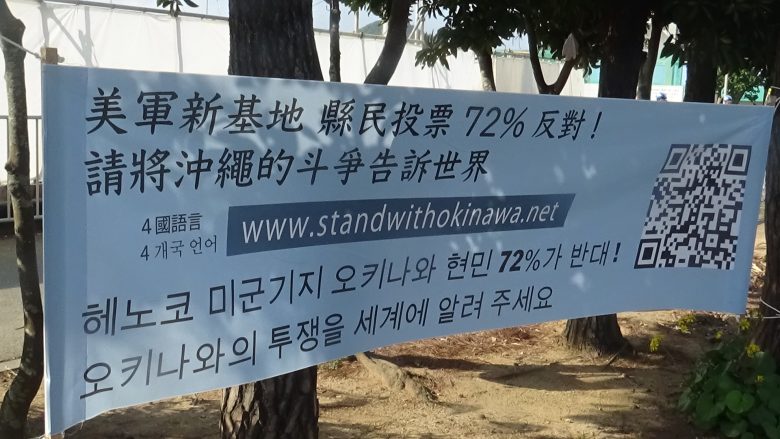 美軍新基地 縣民投票 72% 反對！
請將沖繩的斗爭告訴世界
4國語言
4 개국 언어
www.standwithokinawa.net
헤노코 미군기지 오키나와 현민 72%가 반대!
오키나와의 투쟁을 세계에 알려 주세요